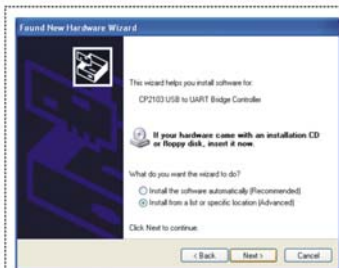 Found New Hardware Wizard
This wizard helps you install software for:
CP2103 USB to UART Bridge Controller
If your hardware came with an installation CD
or floppy disk, insert it now.
What do you want the wizard to do?
Install the software automatically (Recommended)
Install from a list or specific location (Advanced)
Click Next to continue.
< Back
Next >
Cancel